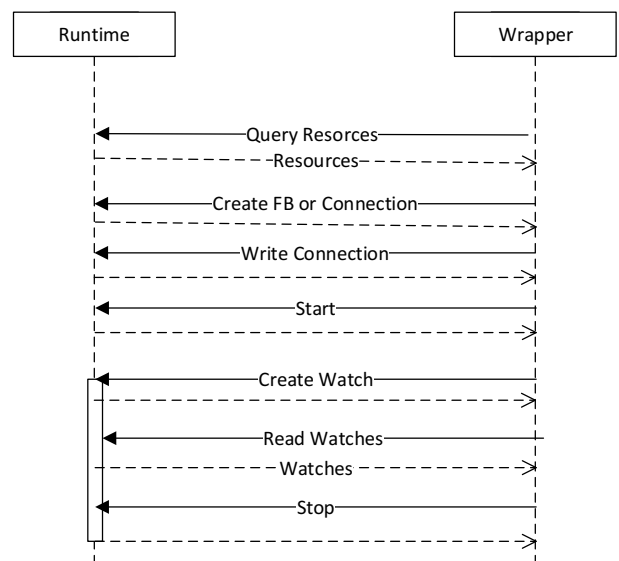 Runtime
Wrapper
Query Resorces
Resources
Create FB or Connection
Write Connection
Start
Create Watch
Read Watches
Watches
Stop